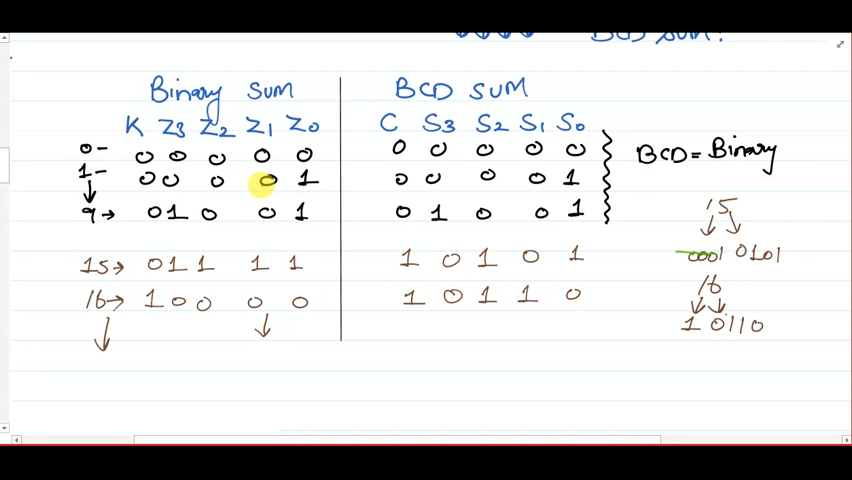 BCD sum!
Binary Sum BCD SUM
K Z3 Z2 Z1 Z0 C S3 S2 S1 S0
0- 0 0 0 0 0 0 0 0 0 0
1- 0 0 0 0 1 0 0 0 0 1 BCD = Binary
9→ 0 1 0 0 1 0 1 0 0 1 15
15→ 0 1 1 1 1 1 0 1 0 1 0001 0101
16→ 1 0 0 0 0 1 0 1 1 0 16
1 0110